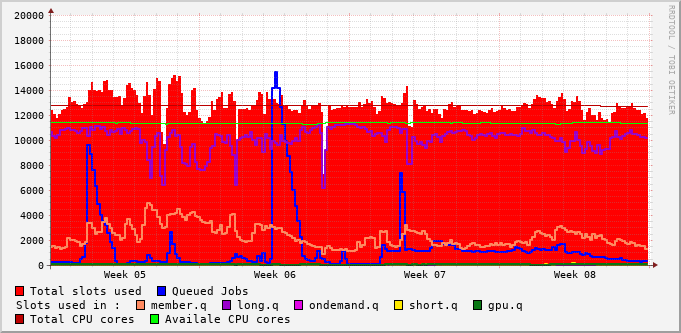 20000
18000
16000
14000
12000
10000
8000
6000
4000
2000
0
Week 05 Week 06 Week 07 Week 08
RRDTOOL / TOBI OETIKER
Total slots used Queued Jobs
Slots used in : member.q long.q ondemand.q short.q gpu.q
Total CPU cores Availale CPU cores